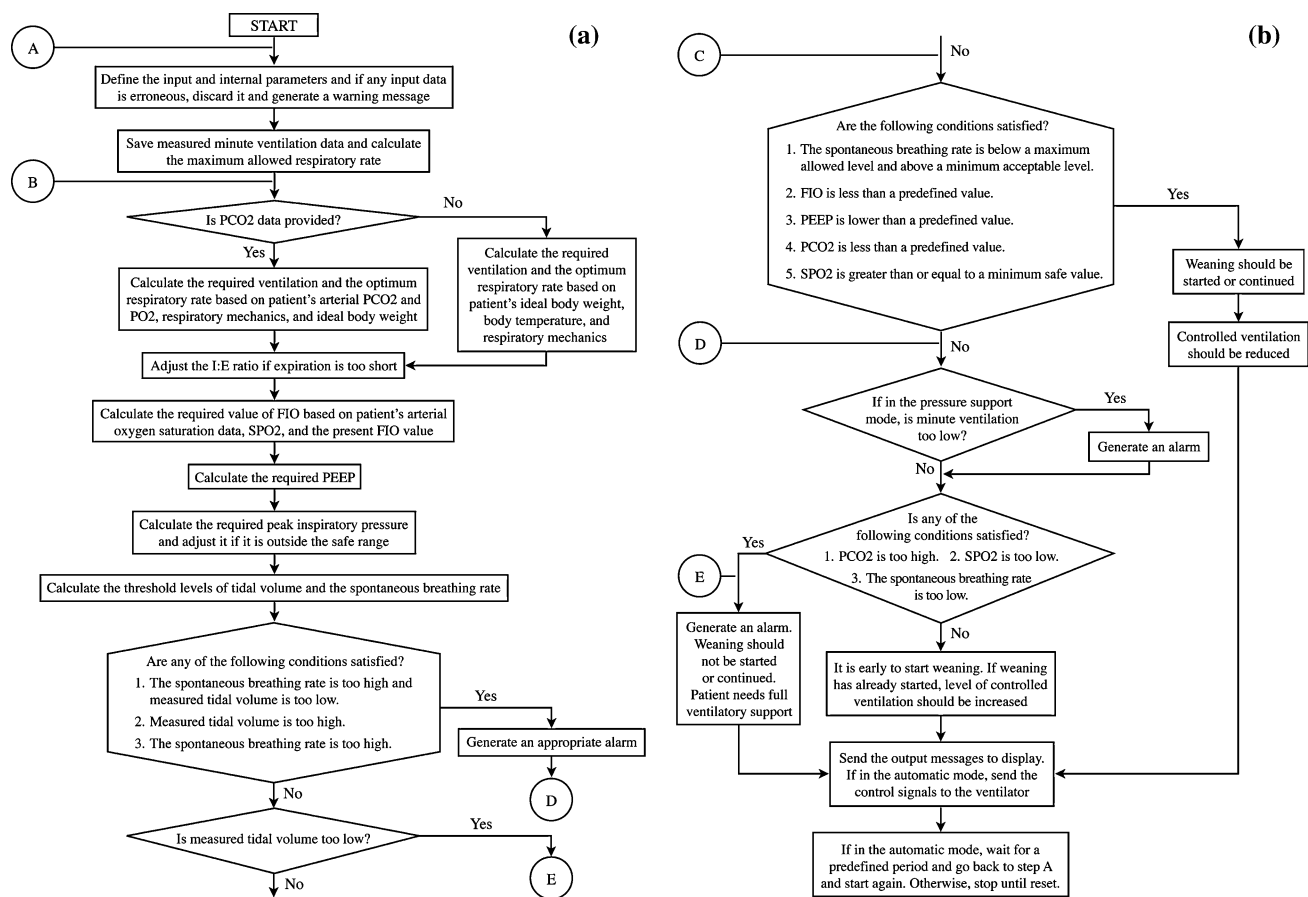 START
(a)
A
Define the input and internal parameters and if any input data
is erroneous, discard it and generate a warning message
Save measured minute ventilation data and calculate
the maximum allowed respiratory rate
B
Is PCO2 data provided?
No
Yes
Calculate the required ventilation and the optimum
respiratory rate based on patient's arterial PCO2 and
PO2, respiratory mechanics, and ideal body weight
Calculate the required
ventilation and the optimum
respiratory rate based on
patient's ideal body weight,
body temperature, and
respiratory mechanics
Adjust the I:E ratio if expiration is too short
Calculate the required value of FIO based on patient's arterial
oxygen saturation data, SPO2, and the present FIO value
Calculate the required PEEP
Calculate the required peak inspiratory pressure
and adjust it if it is outside the safe range
Calculate the threshold levels of tidal volume and the spontaneous breathing rate
Are any of the following conditions satisfied?
1. The spontaneous breathing rate is too high and
measured tidal volume is too low.
2. Measured tidal volume is too high.
3. The spontaneous breathing rate is too high.
Yes
Generate an appropriate alarm
D
No
Is measured tidal volume too low?
Yes
E
No
(b)
C
No
Are the following conditions satisfied?
1. The spontaneous breathing rate is below a maximum
allowed level and above a minimum acceptable level.
2. FIO is less than a predefined value.
3. PEEP is lower than a predefined value.
4. PCO2 is less than a predefined value.
5. SPO2 is greater than or equal to a minimum safe value.
Yes
Weaning should be
started or continued
Controlled ventilation
should be reduced
D
No
If in the pressure support
mode, is minute ventilation
too low?
Yes
Generate an alarm
No
Is any of the
following conditions satisfied?
1. PCO2 is too high. 2. SPO2 is too low.
3. The spontaneous breathing rate
is too low.
Yes
E
Generate an alarm.
Weaning should
not be started
or continued.
Patient needs full
ventilatory support
No
It is early to start weaning. If weaning
has already started, level of controlled
ventilation should be increased
Send the output messages to display.
If in the automatic mode, send the
control signals to the ventilator
If in the automatic mode, wait for a
predefined period and go back to step A
and start again. Otherwise, stop until reset.